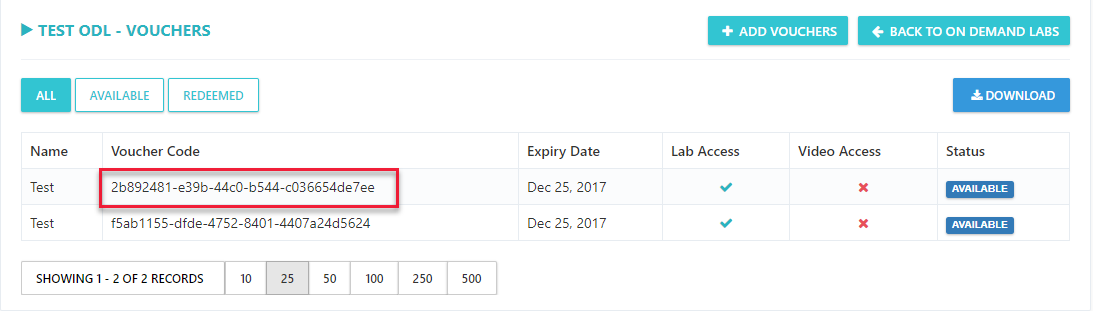 TEST ODL - VOUCHERS
ADD VOUCHERS
BACK TO ON DEMAND LABS
ALL
AVAILABLE
REDEEMED
DOWNLOAD
Name Voucher Code Expiry Date Lab Access Video Access Status
Test 2b892481-e39b-44c0-b544-c036654de7ee Dec 25, 2017 AVAILABLE
Test f5ab1155-dfde-4752-8401-4407a24d5624 Dec 25, 2017 AVAILABLE
SHOWING 1 - 2 OF 2 RECORDS 10 25 50 100 250 500